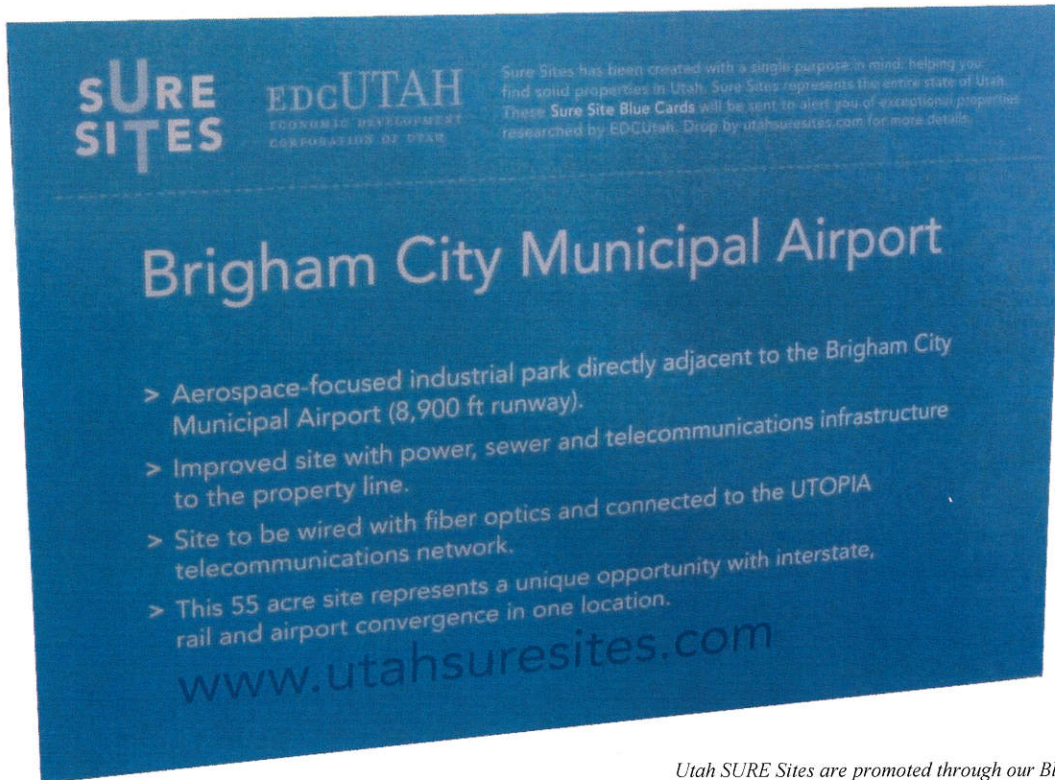 SURE
SITES
EDCUTAH
ECONOMIC DEVELOPMENT
CORPORATION OF UTAH
Sure Sites has been created with a single purpose in mind: helping you
find solid properties in Utah. Sure Sites represents the entire state of Utah.
These Sure Site Blue Cards will be sent to alert you of exceptional properties
researched by EDCUtah. Drop by utahsuresites.com for more details.
Brigham City Municipal Airport
> Aerospace-focused industrial park directly adjacent to the Brigham City
Municipal Airport (8,900 ft runway).
> Improved site with power, sewer and telecommunications infrastructure
to the property line.
> Site to be wired with fiber optics and connected to the UTOPIA
telecommunications network.
> This 55 acre site represents a unique opportunity with interstate,
rail and airport convergence in one location.
www.utahsuresites.com
Utah SURE Sites are promoted through our